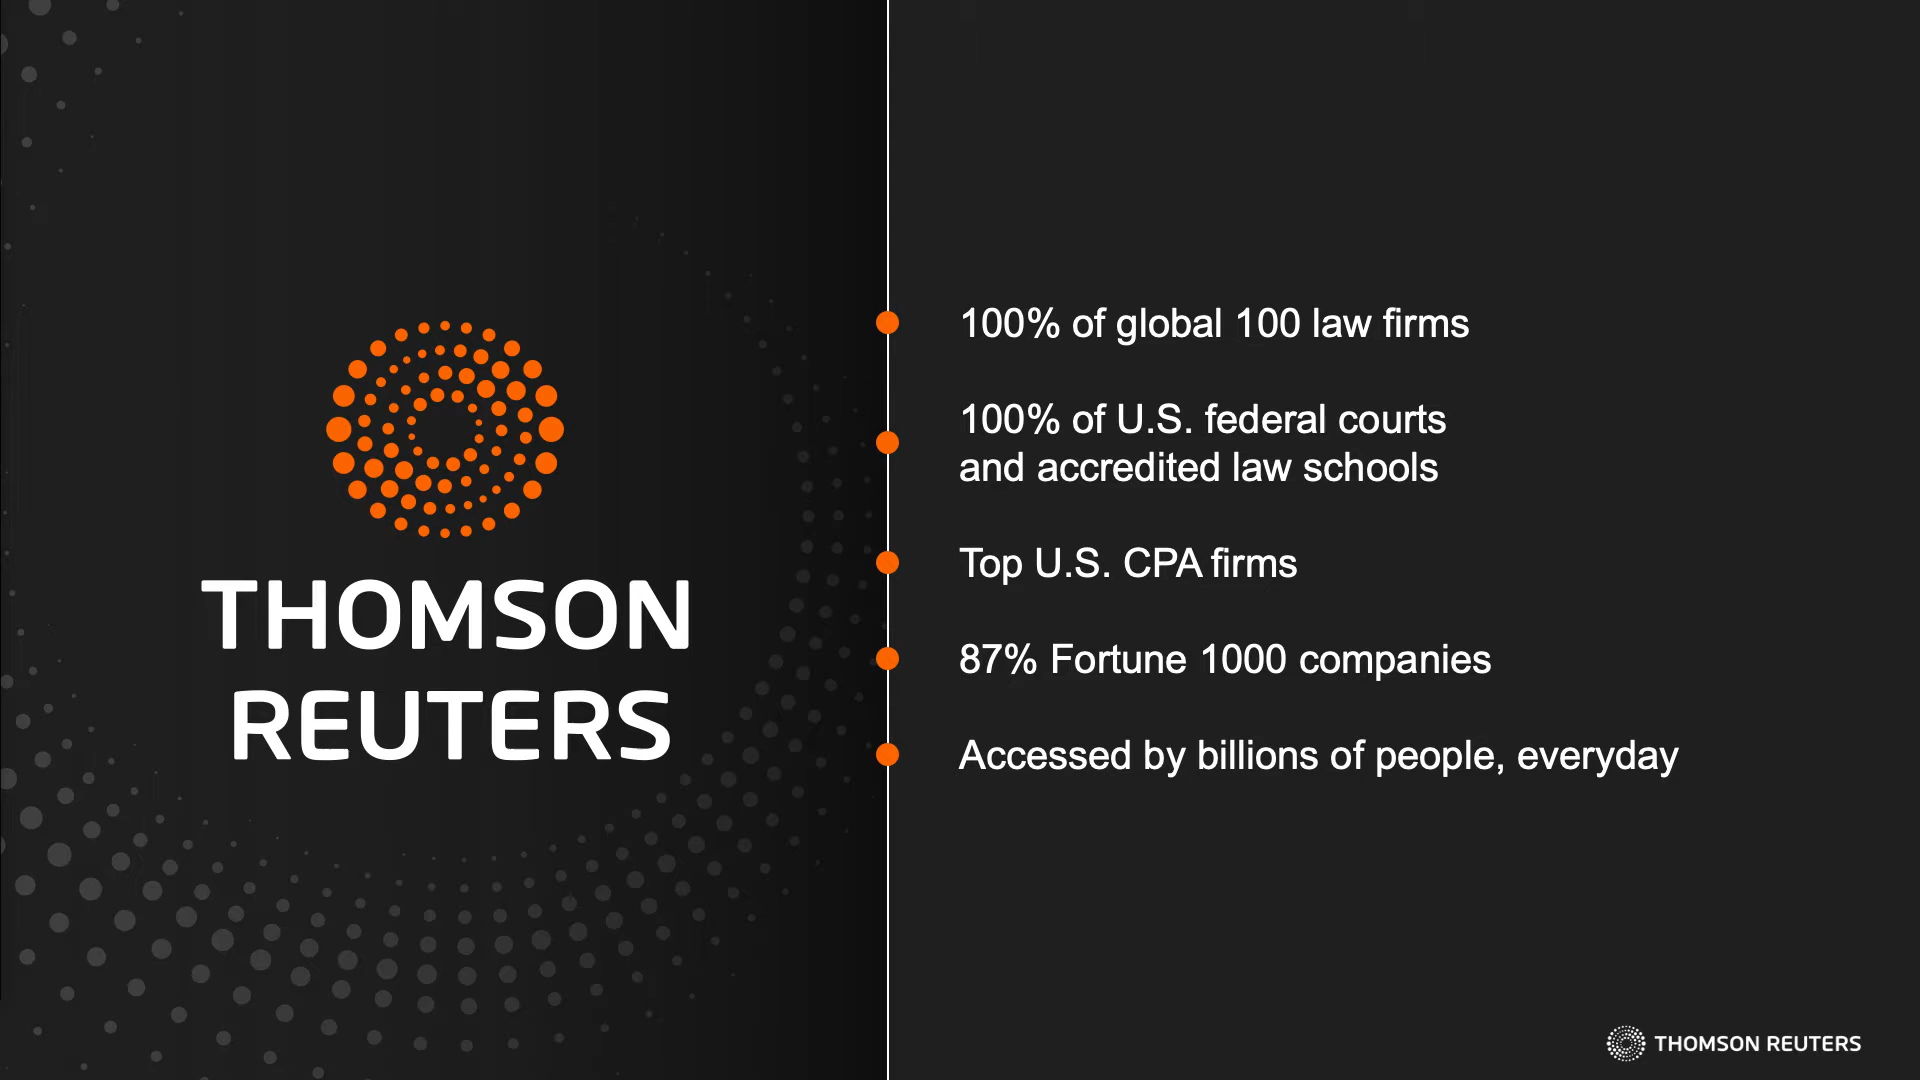 THOMSON
REUTERS
100% of global 100 law firms
100% of U.S. federal courts
and accredited law schools
Top U.S. CPA firms
87% Fortune 1000 companies
Accessed by billions of people, everyday
THOMSON REUTERS